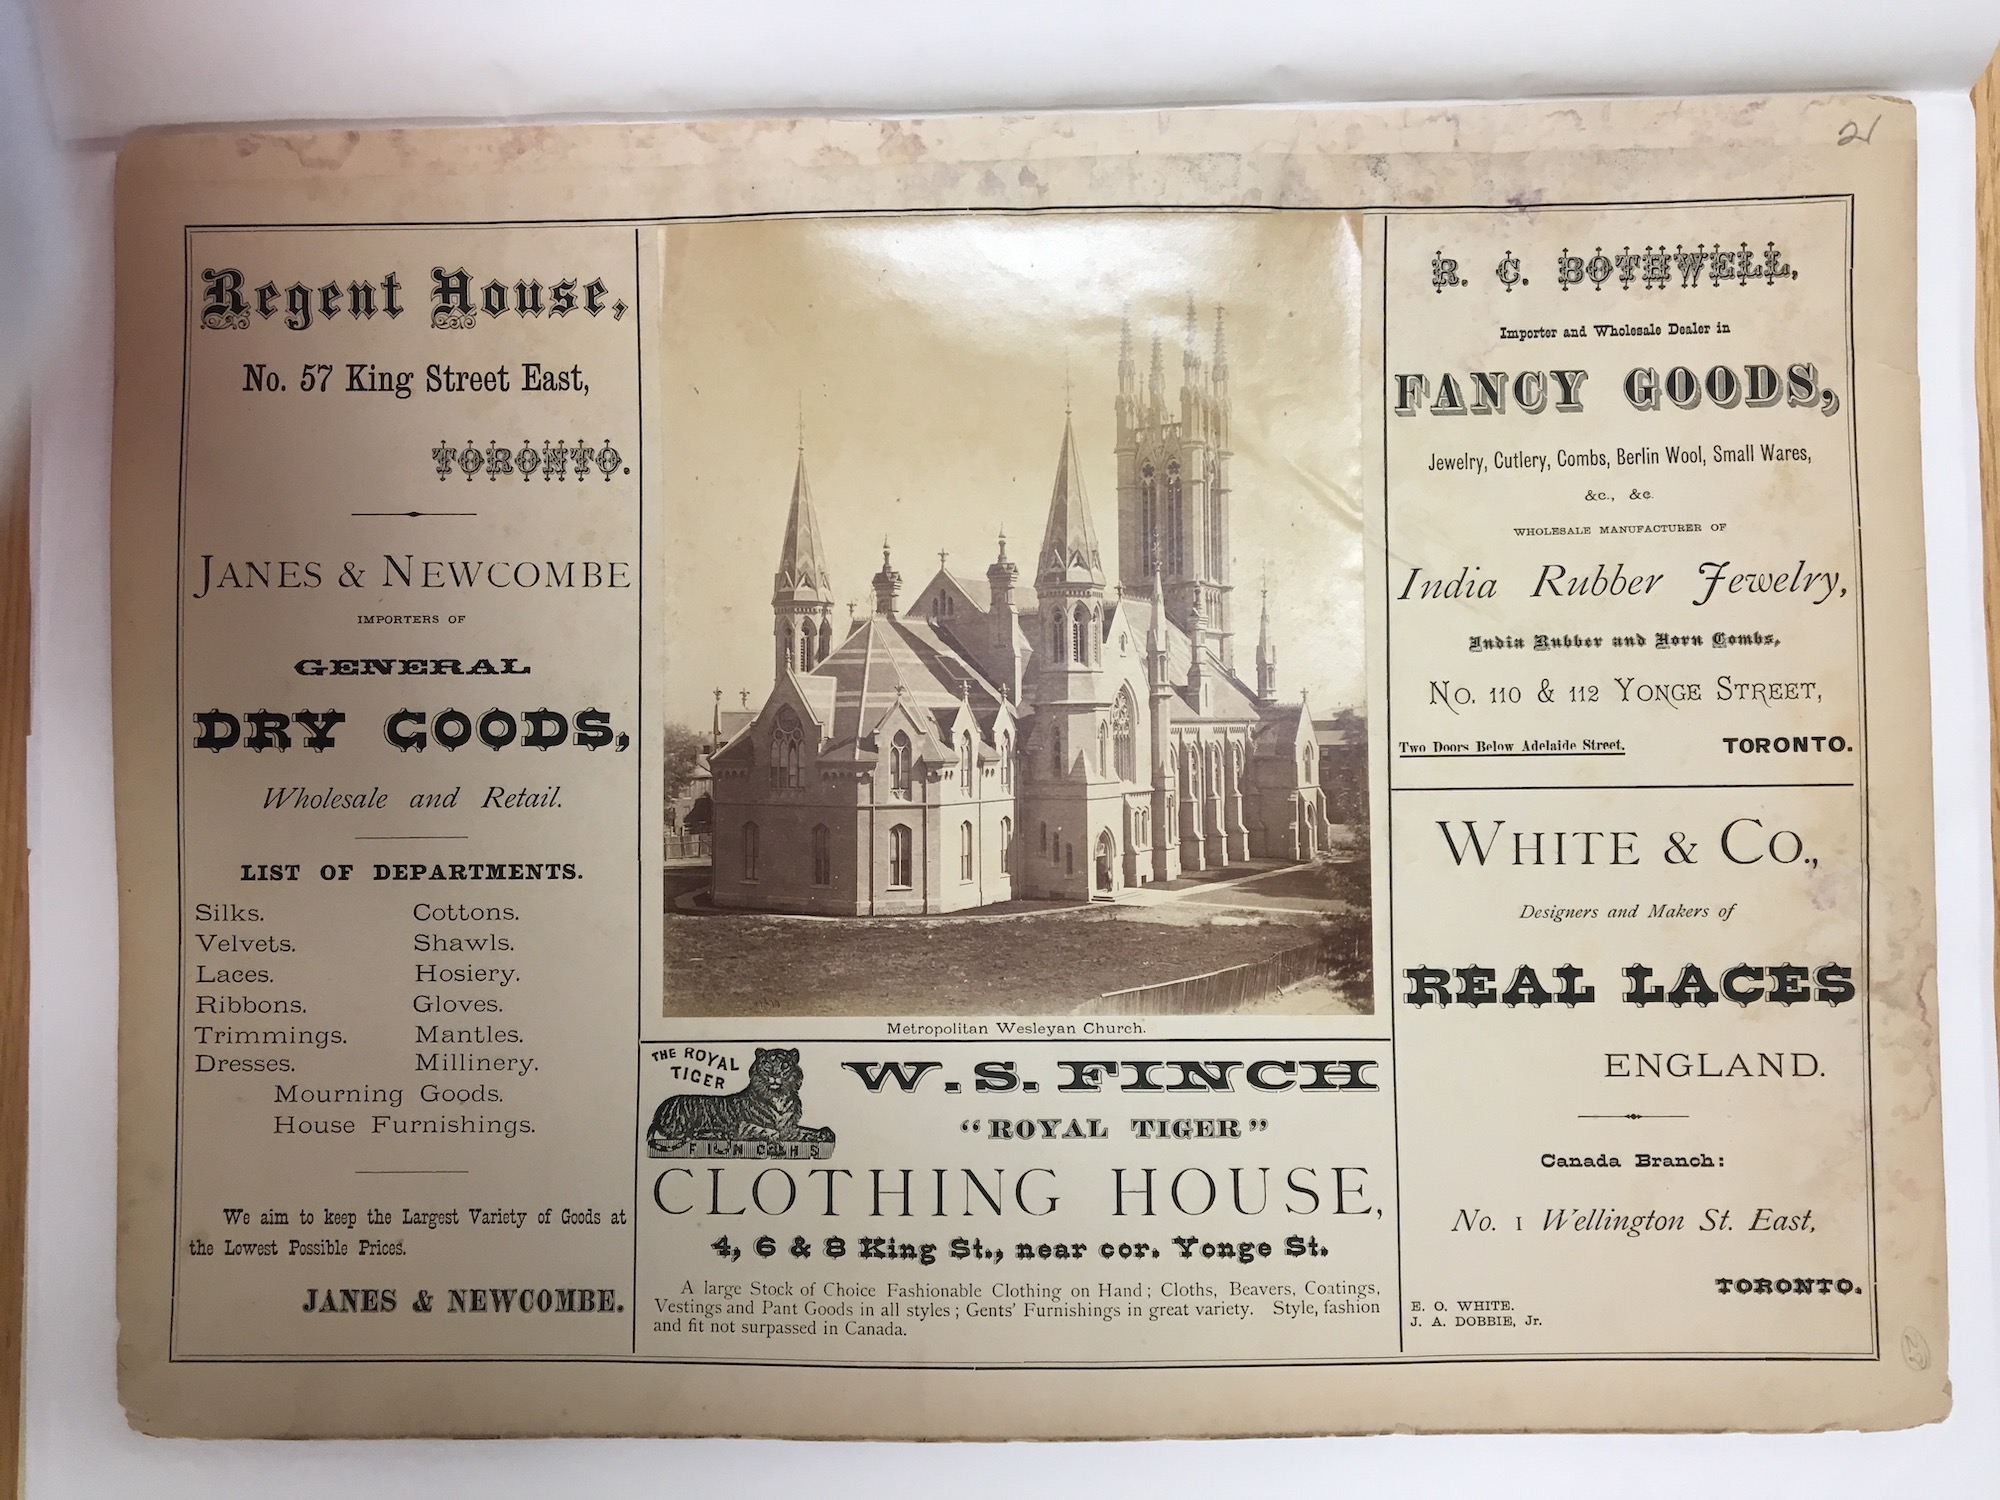 21
Regent House,
No. 57 King Street East,
TORONTO.
JANES & NEWCOMBE
IMPORTERS OF
GENERAL
DRY GOODS,
Wholesale and Retail.
LIST OF DEPARTMENTS.
Silks. Cottons.
Velvets. Shawls.
Laces. Hosiery.
Ribbons. Gloves.
Trimmings. Mantles.
Dresses. Millinery.
Mourning Goods.
House Furnishings.
We aim to keep the Largest Variety of Goods at
the Lowest Possible Prices.
JANES & NEWCOMBE.
Metropolitan Wesleyan Church.
THE ROYAL
TIGER
W. S. FINCH
"ROYAL TIGER"
CLOTHING HOUSE,
4, 6 & 8 King St., near cor. Yonge St.
A large Stock of Choice Fashionable Clothing on Hand; Cloths, Beavers, Coatings,
Vestings and Pant Goods in all styles; Gents' Furnishings in great variety. Style, fashion
and fit not surpassed in Canada.
R. C. BOTHWELL,
Importer and Wholesale Dealer in
FANCY GOODS,
Jewelry, Cutlery, Combs, Berlin Wool, Small Wares,
&c., &c.
WHOLESALE MANUFACTURER OF
India Rubber Jewelry,
India Rubber and Horn Combs,
No. 110 & 112 YONGE STREET,
Two Doors Below Adelaide Street. TORONTO.
WHITE & CO.,
Designers and Makers of
REAL LACES
ENGLAND.
Canada Branch:
No. 1 Wellington St. East,
TORONTO.
E. O. WHITE.
J. A. DOBBIE, Jr.